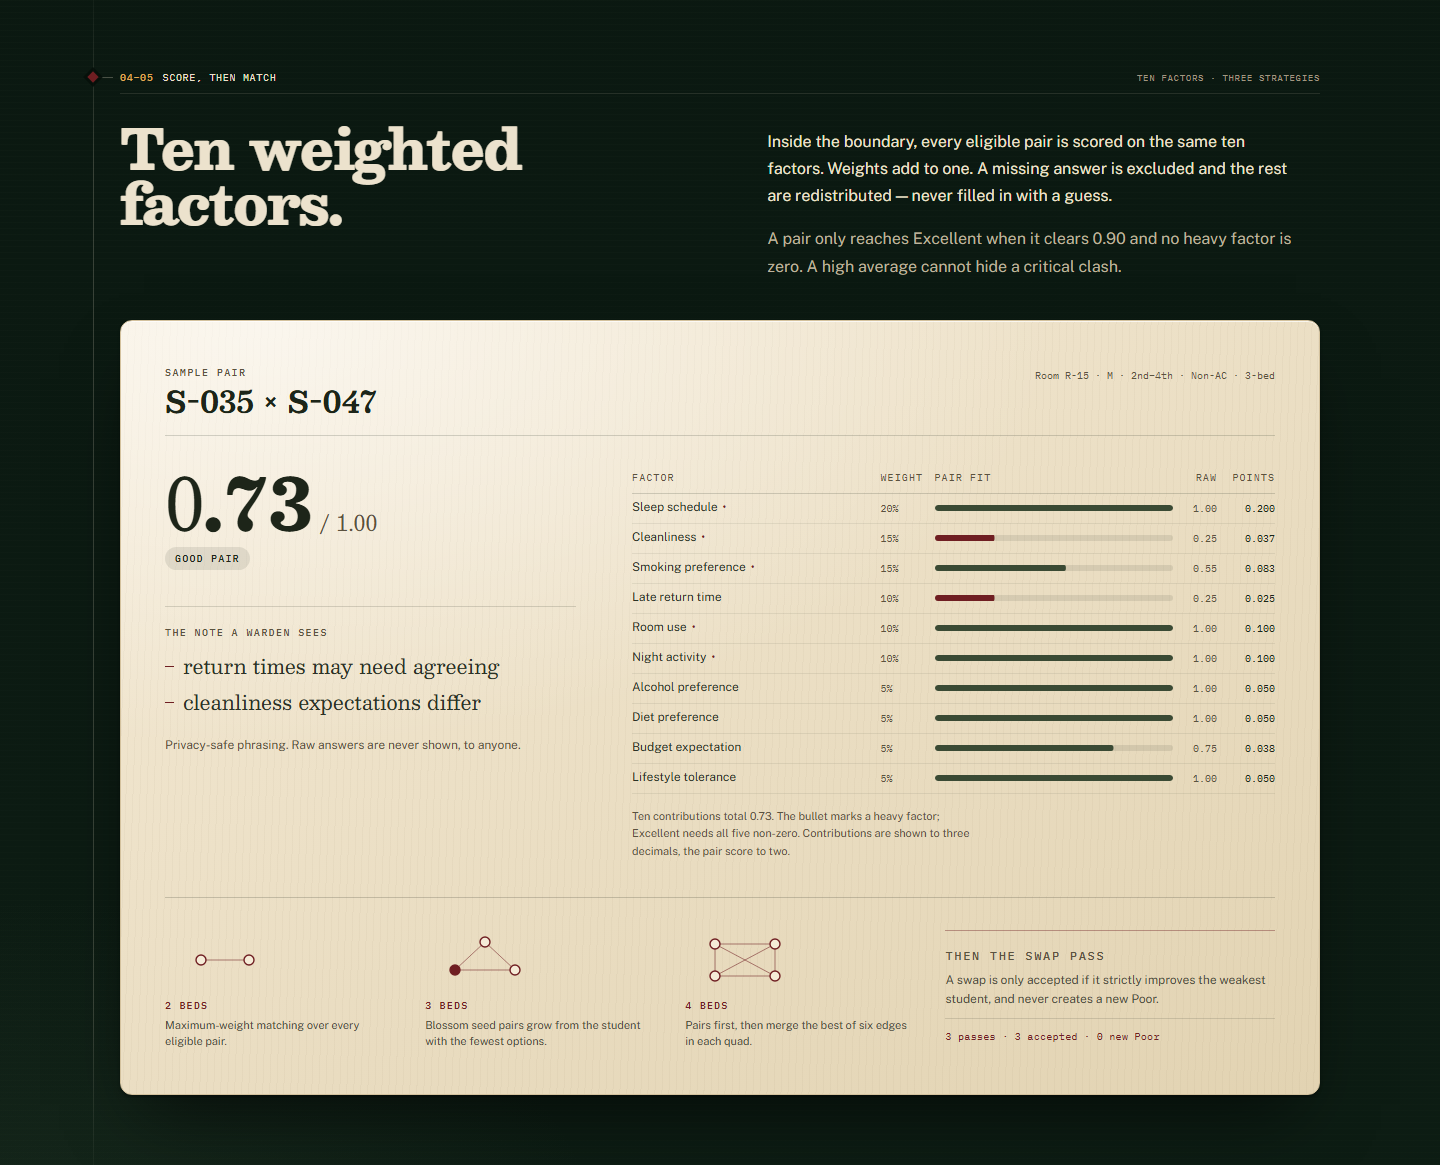 04–05 SCORE, THEN MATCH
TEN FACTORS · THREE STRATEGIES
Ten weighted
factors.
Inside the boundary, every eligible pair is scored on the same ten
factors. Weights add to one. A missing answer is excluded and the rest
are redistributed — never filled in with a guess.
A pair only reaches Excellent when it clears 0.90 and no heavy factor is
zero. A high average cannot hide a critical clash.
SAMPLE PAIR
S-035 × S-047
Room R-15 · M · 2nd–4th · Non-AC · 3-bed
0.73 / 1.00
GOOD PAIR
THE NOTE A WARDEN SEES
– return times may need agreeing
– cleanliness expectations differ
Privacy-safe phrasing. Raw answers are never shown, to anyone.
FACTOR WEIGHT PAIR FIT RAW POINTS
Sleep schedule • 20% 1.00 0.200
Cleanliness • 15% 0.25 0.037
Smoking preference • 15% 0.55 0.083
Late return time 10% 0.25 0.025
Room use • 10% 1.00 0.100
Night activity • 10% 1.00 0.100
Alcohol preference 5% 1.00 0.050
Diet preference 5% 1.00 0.050
Budget expectation 5% 0.75 0.038
Lifestyle tolerance 5% 1.00 0.050
Ten contributions total 0.73. The bullet marks a heavy factor;
Excellent needs all five non-zero. Contributions are shown to three
decimals, the pair score to two.
2 BEDS
Maximum-weight matching over every
eligible pair.
3 BEDS
Blossom seed pairs grow from the student
with the fewest options.
4 BEDS
Pairs first, then merge the best of six edges
in each quad.
THEN THE SWAP PASS
A swap is only accepted if it strictly improves the weakest
student, and never creates a new Poor.
3 passes · 3 accepted · 0 new Poor